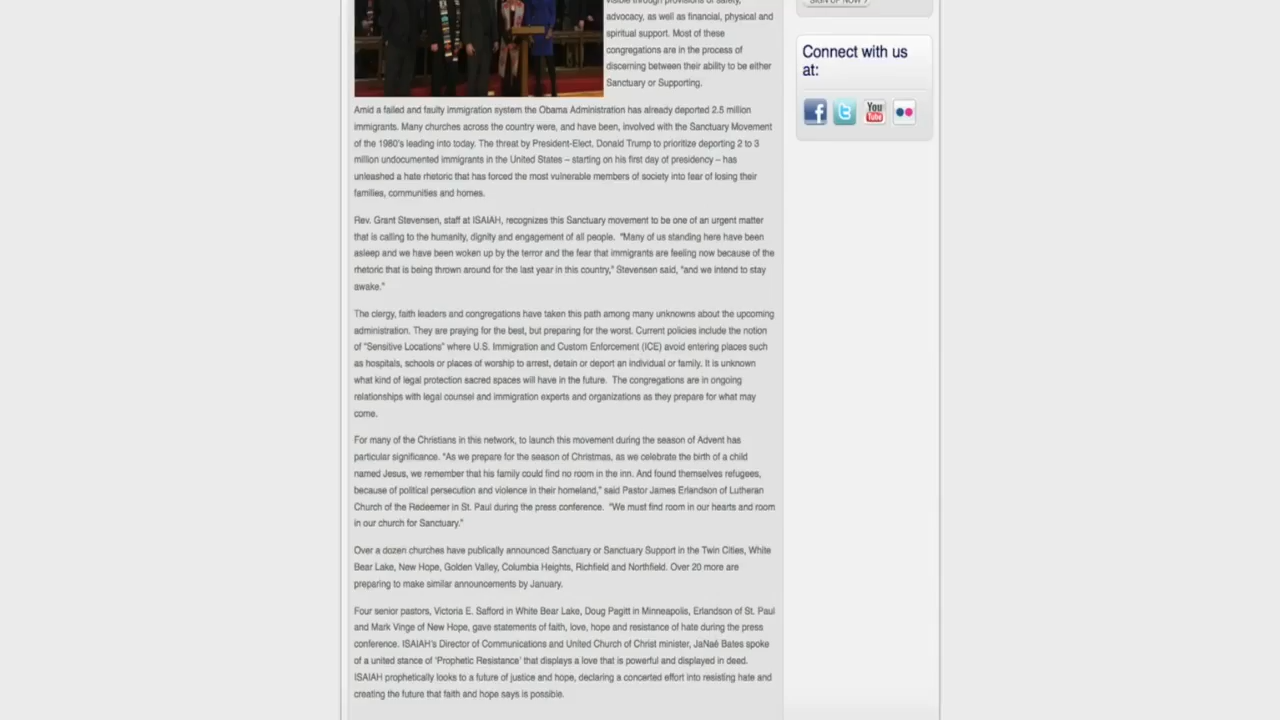 visible through provisions of safety,
advocacy, as well as financial, physical and
spiritual support. Most of these
congregations are in the process of
discerning between their ability to be either
Sanctuary or Supporting.
Amid a failed and faulty immigration system the Obama Administration has already deported 2.5 million
immigrants. Many churches across the country were, and have been, involved with the Sanctuary Movement
of the 1980's leading into today. The threat by President-Elect, Donald Trump to prioritize deporting 2 to 3
million undocumented immigrants in the United States – starting on his first day of presidency – has
unleashed a hate rhetoric that has forced the most vulnerable members of society into fear of losing their
families, communities and homes.
Rev. Grant Stevensen, staff at ISAIAH, recognizes this Sanctuary movement to be one of an urgent matter
that is calling to the humanity, dignity and engagement of all people. "Many of us standing here have been
asleep and we have been woken up by the terror and the fear that immigrants are feeling now because of the
rhetoric that is being thrown around for the last year in this country," Stevensen said, "and we intend to stay
awake."
The clergy, faith leaders and congregations have taken this path among many unknowns about the upcoming
administration. They are praying for the best, but preparing for the worst. Current policies include the notion
of "Sensitive Locations" where U.S. Immigration and Custom Enforcement (ICE) avoid entering places such
as hospitals, schools or places of worship to arrest, detain or deport an individual or family. It is unknown
what kind of legal protection sacred spaces will have in the future. The congregations are in ongoing
relationships with legal counsel and immigration experts and organizations as they prepare for what may
come.
For many of the Christians in this network, to launch this movement during the season of Advent has
particular significance. "As we prepare for the season of Christmas, as we celebrate the birth of a child
named Jesus, we remember that his family could find no room in the inn. And found themselves refugees,
because of political persecution and violence in their homeland," said Pastor James Erlandson of Lutheran
Church of the Redeemer in St. Paul during the press conference. "We must find room in our hearts and room
in our church for Sanctuary."
Over a dozen churches have publically announced Sanctuary or Sanctuary Support in the Twin Cities, White
Bear Lake, New Hope, Golden Valley, Columbia Heights, Richfield and Northfield. Over 20 more are
preparing to make similar announcements by January.
Four senior pastors, Victoria E. Safford in White Bear Lake, Doug Pagitt in Minneapolis, Erlandson of St. Paul
and Mark Vinge of New Hope, gave statements of faith, love, hope and resistance of hate during the press
conference. ISAIAH's Director of Communications and United Church of Christ minister, JaNaé Bates spoke
of a united stance of 'Prophetic Resistance' that displays a love that is powerful and displayed in deed.
ISAIAH prophetically looks to a future of justice and hope, declaring a concerted effort into resisting hate and
creating the future that faith and hope says is possible.
SIGN UP NOW >
Connect with us
at:
You
Tube